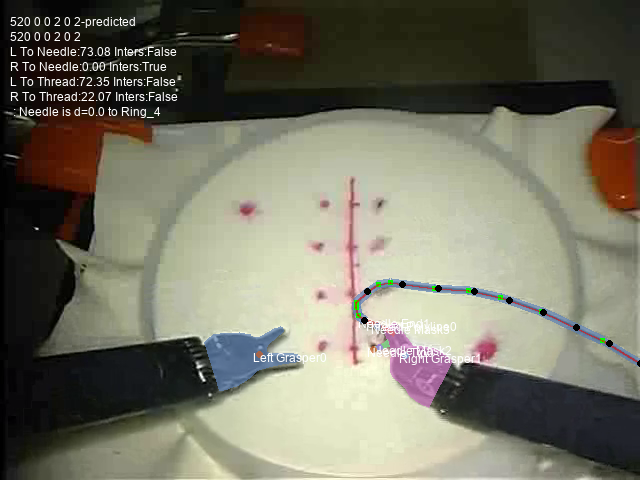 520 0 0 2 0 2-predicted
520 0 0 2 0 2
L To Needle:73.08 Inters:False
R To Needle:0.00 Inters:True
L To Thread:72.35 Inters:False
R To Thread:22.07 Inters:False
: Needle is d=0.0 to Ring_4
Left Grasper0
Right Grasper1